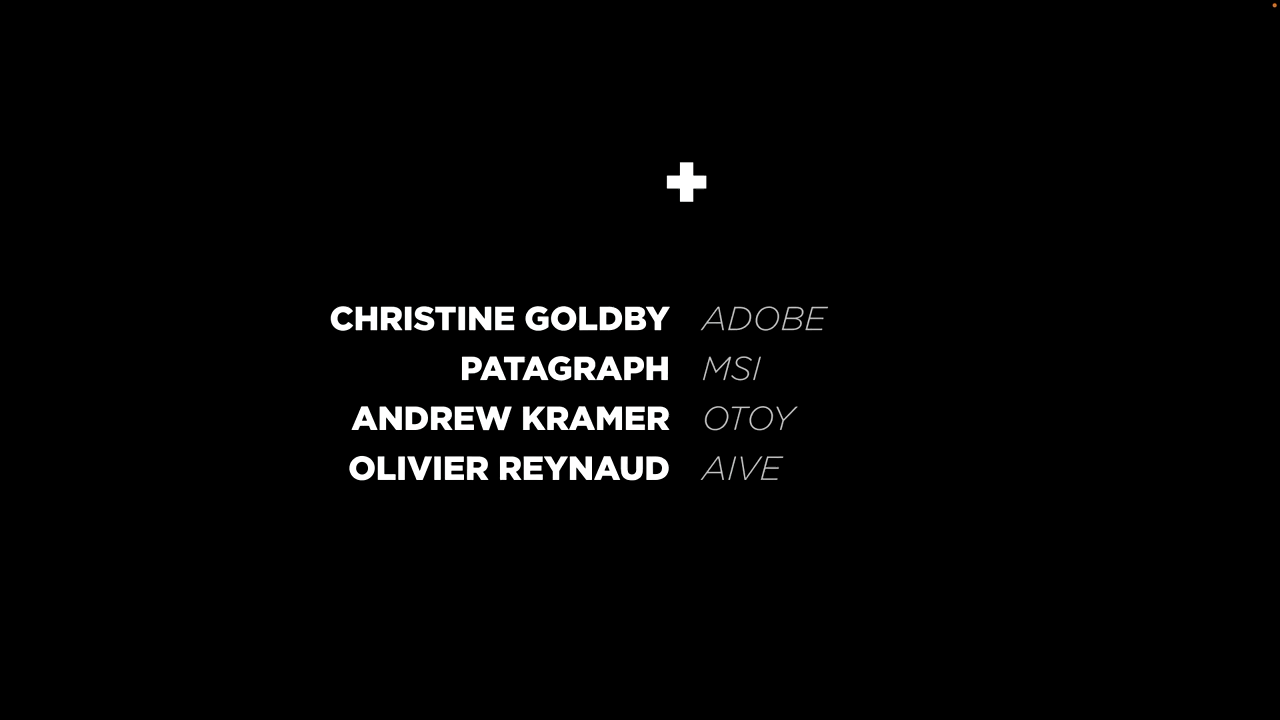 CHRISTINE GOLDBY ADOBE
PATAGRAPH MSI
ANDREW KRAMER OTOY
OLIVIER REYNAUD AIVE